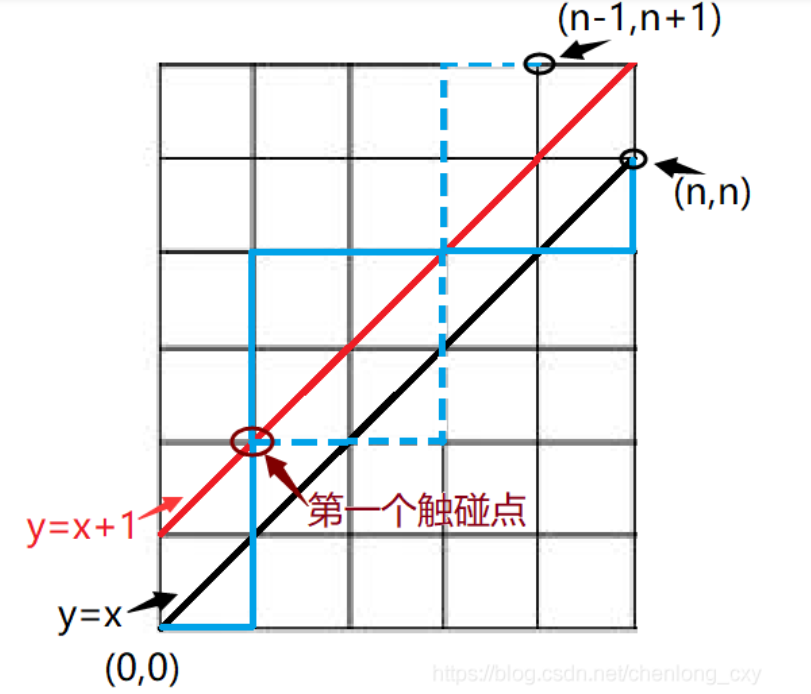 (n-1,n+1)
(n,n)
第一个触碰点
y=x+1
y=x
(0,0)
https://blog.csdn.net/chenlong_cxy